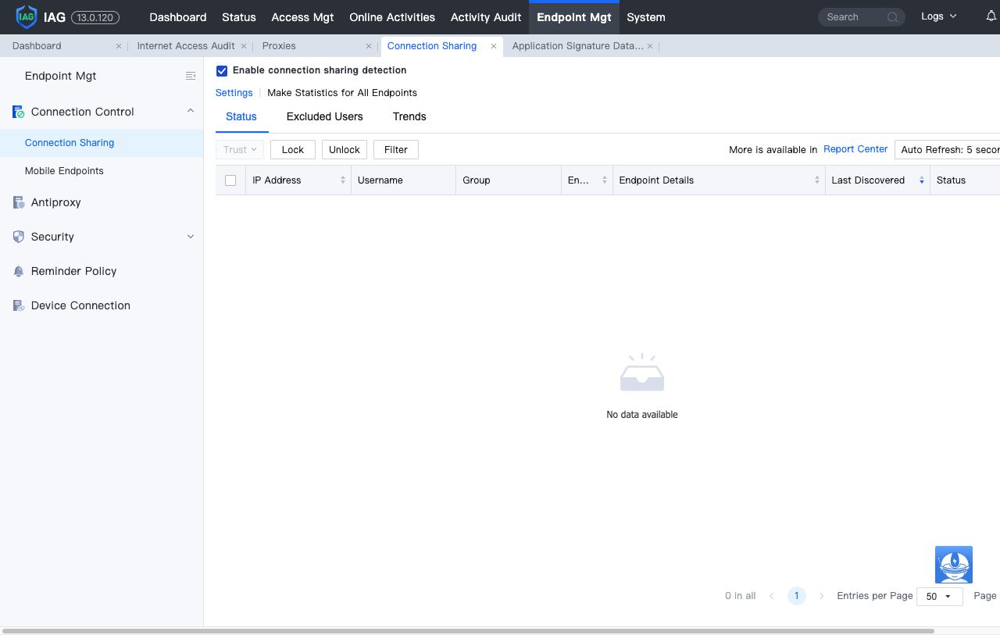 IAG 13.0.120 Dashboard Status Access Mgt Online Activities Activity Audit Endpoint Mgt System Search Logs
Dashboard Internet Access Audit Proxies Connection Sharing Application Signature Data...
Endpoint Mgt
Connection Control
Connection Sharing
Mobile Endpoints
Antiproxy
Security
Reminder Policy
Device Connection
Enable connection sharing detection
Settings Make Statistics for All Endpoints
Status Excluded Users Trends
Trust Lock Unlock Filter More is available in Report Center Auto Refresh: 5 secor
IP Address Username Group En... Endpoint Details Last Discovered Status
No data available
0 in all 1 Entries per Page 50 Page